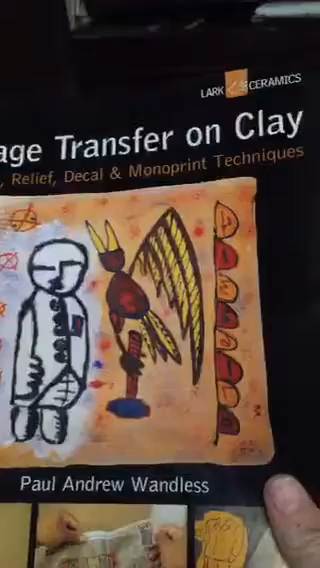 LARK CERAMICS
age Transfer on Clay
, Relief, Decal & Monoprint Techniques
Paul Andrew Wandless